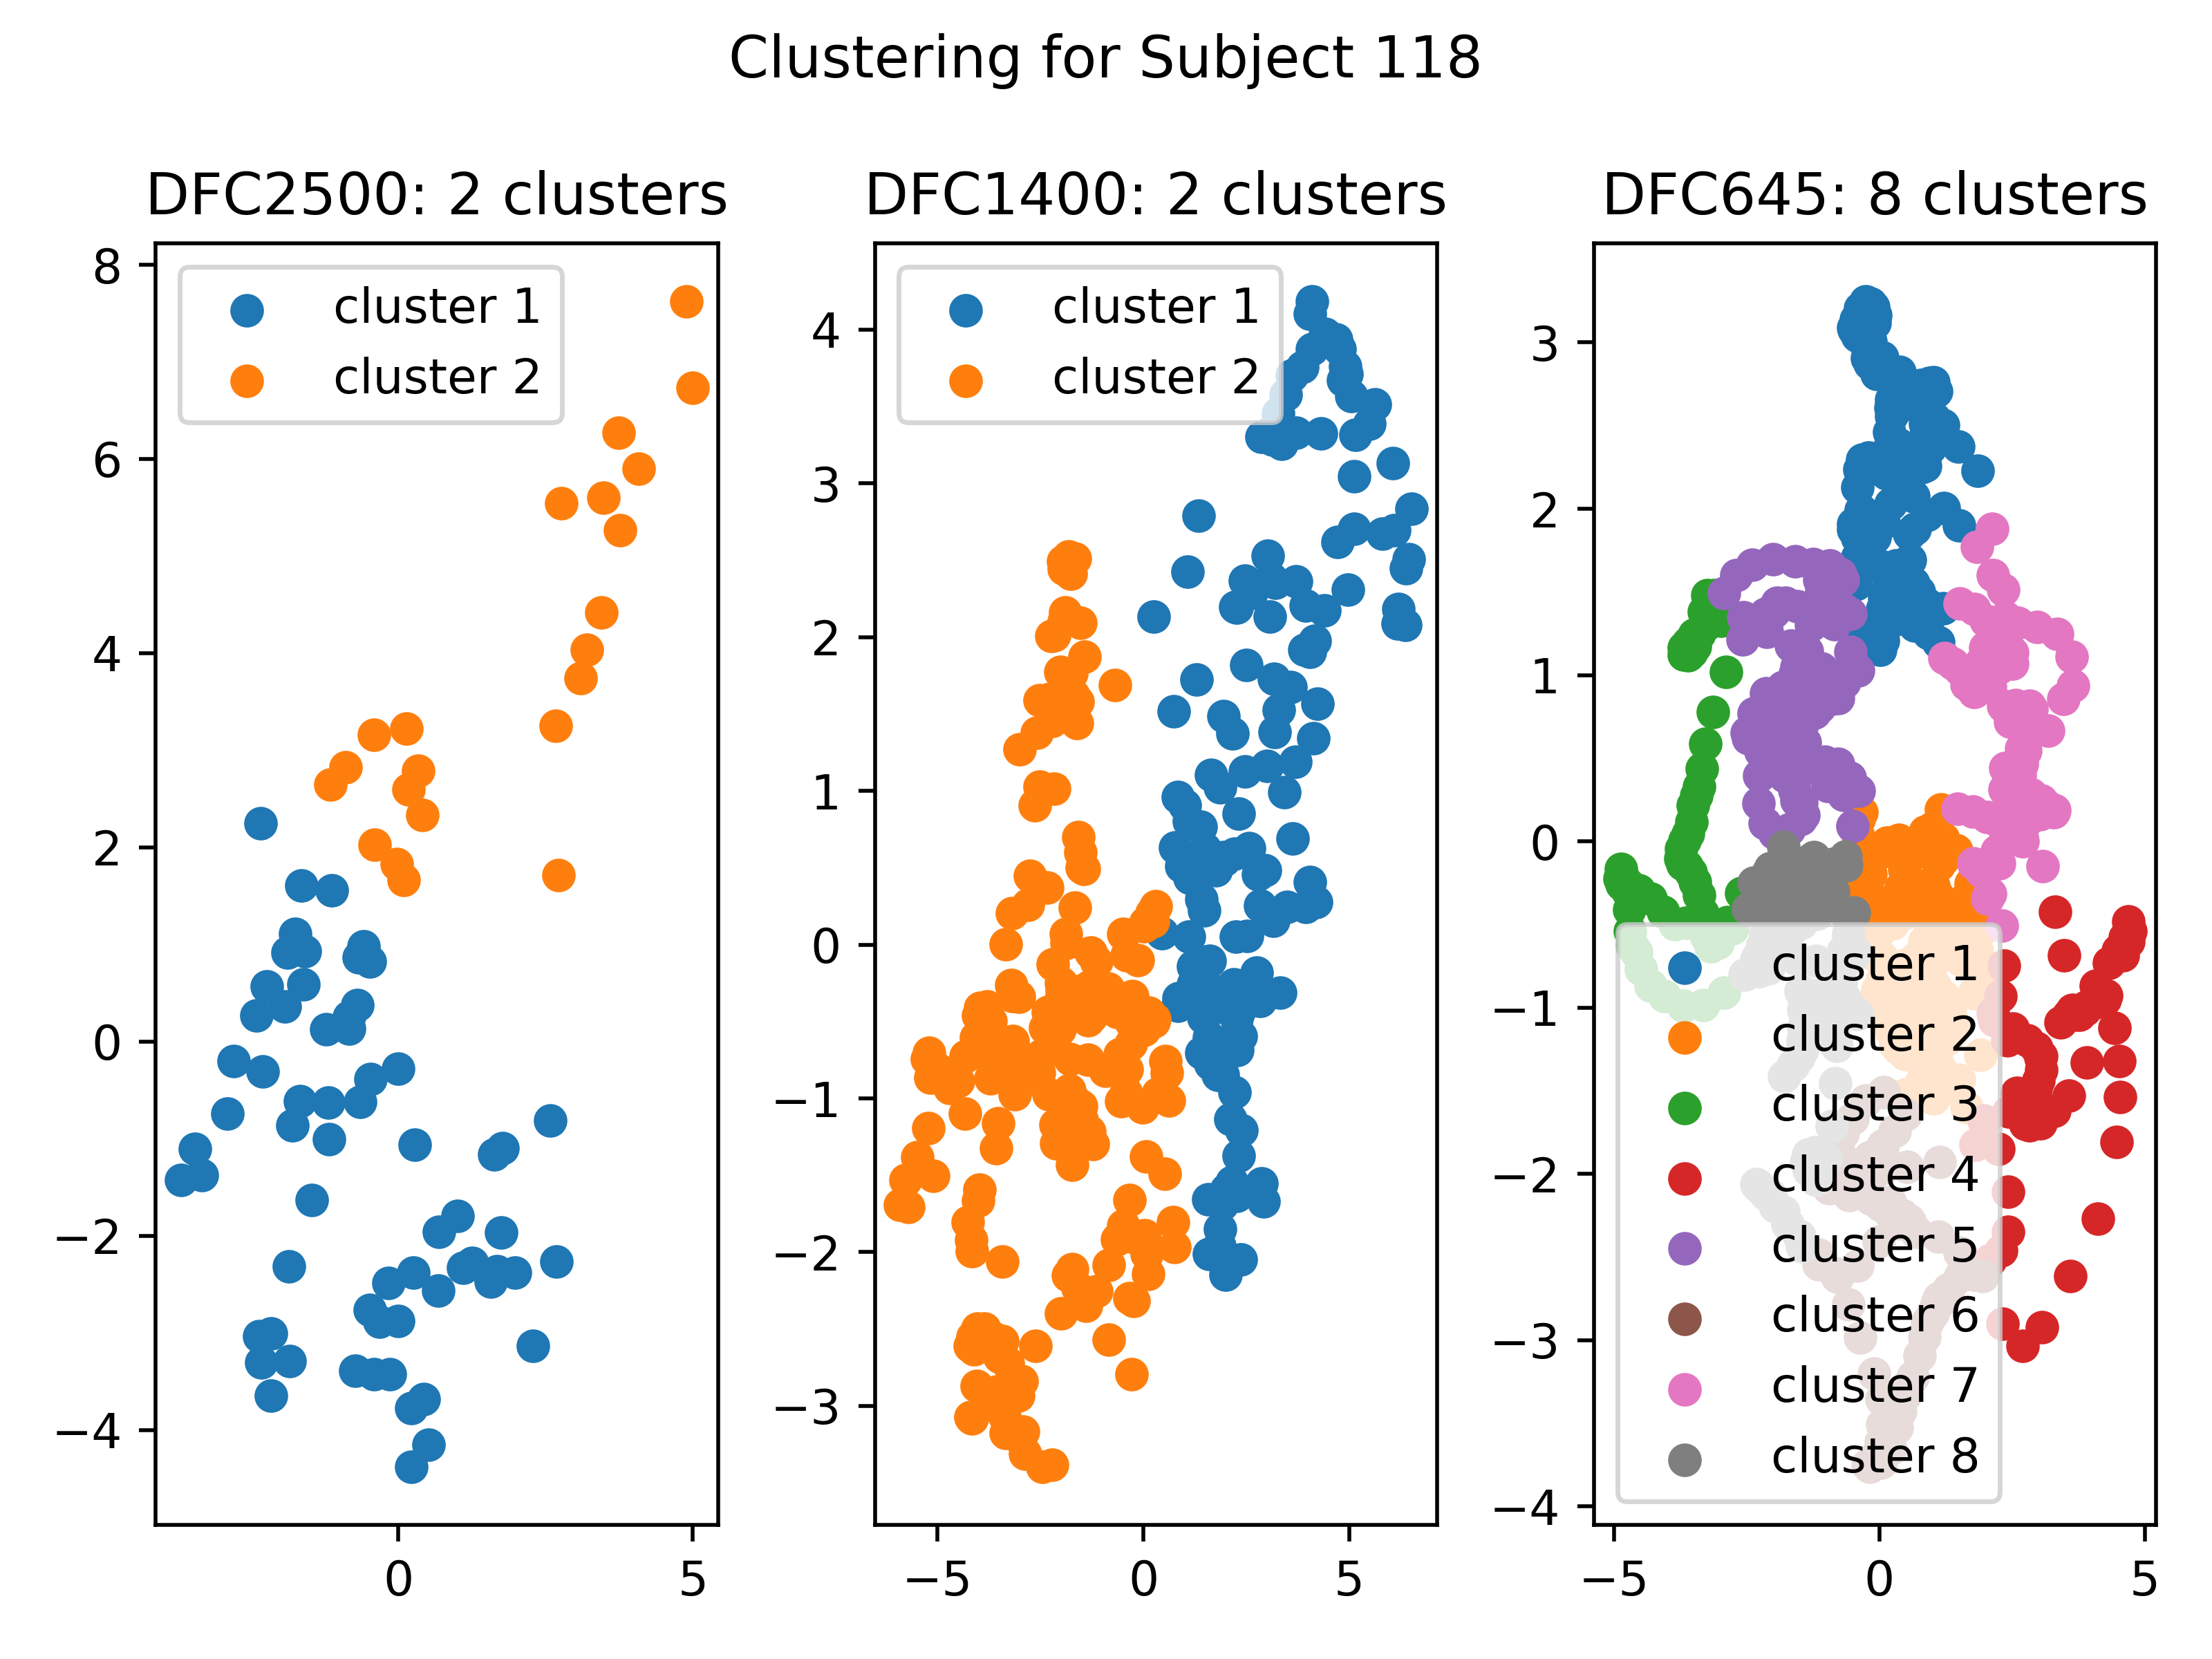 Clustering for Subject 118
DFC2500: 2 clusters
8
6
4
2
0
−2
−4
0
5
cluster 1
cluster 2
DFC1400: 2 clusters
4
3
2
1
0
−1
−2
−3
−5
0
5
cluster 1
cluster 2
DFC645: 8 clusters
3
2
1
0
−1
−2
−3
−4
−5
0
5
cluster 1
cluster 2
cluster 3
cluster 4
cluster 5
cluster 6
cluster 7
cluster 8